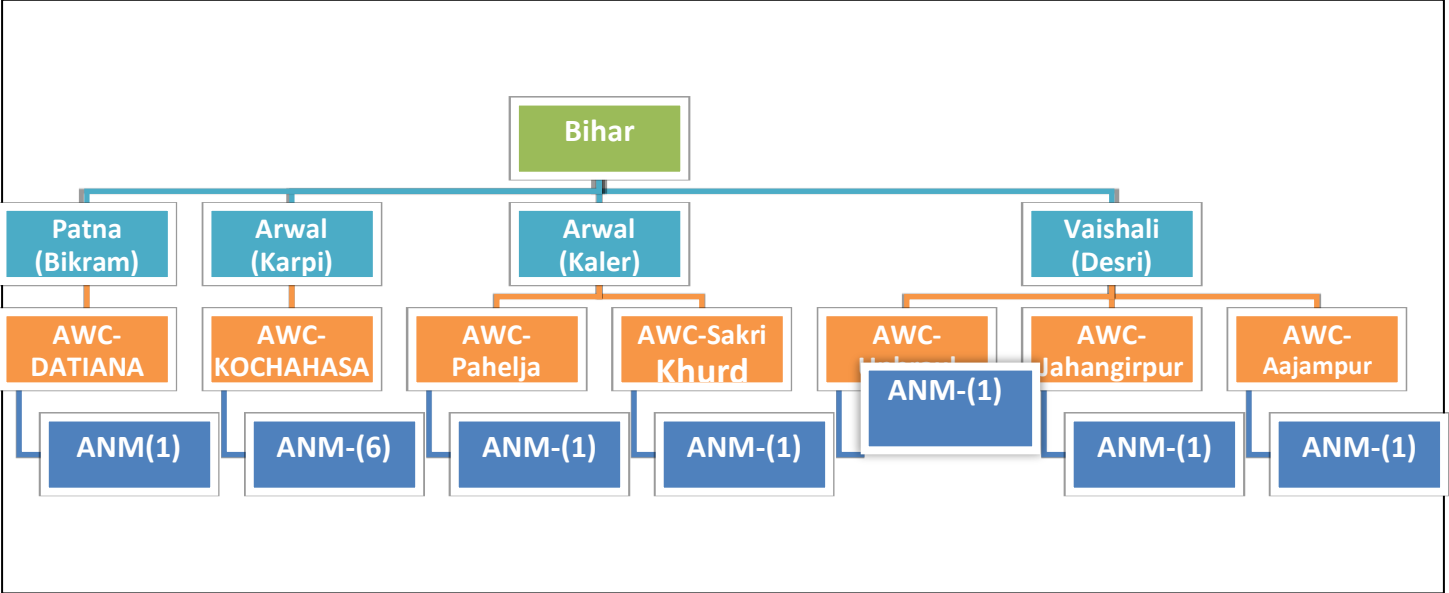 Bihar
Patna
(Bikram)
Arwal
(Karpi)
Arwal
(Kaler)
Vaishali
(Desri)
AWC-
DATIANA
AWC-
KOCHAHASA
AWC-
Pahelja
AWC-Sakri
Khurd
AWC-
AWC-
Jahangirpur
AWC-
Aajampur
ANM(1)
ANM-(6)
ANM-(1)
ANM-(1)
ANM-(1)
ANM-(1)
ANM-(1)